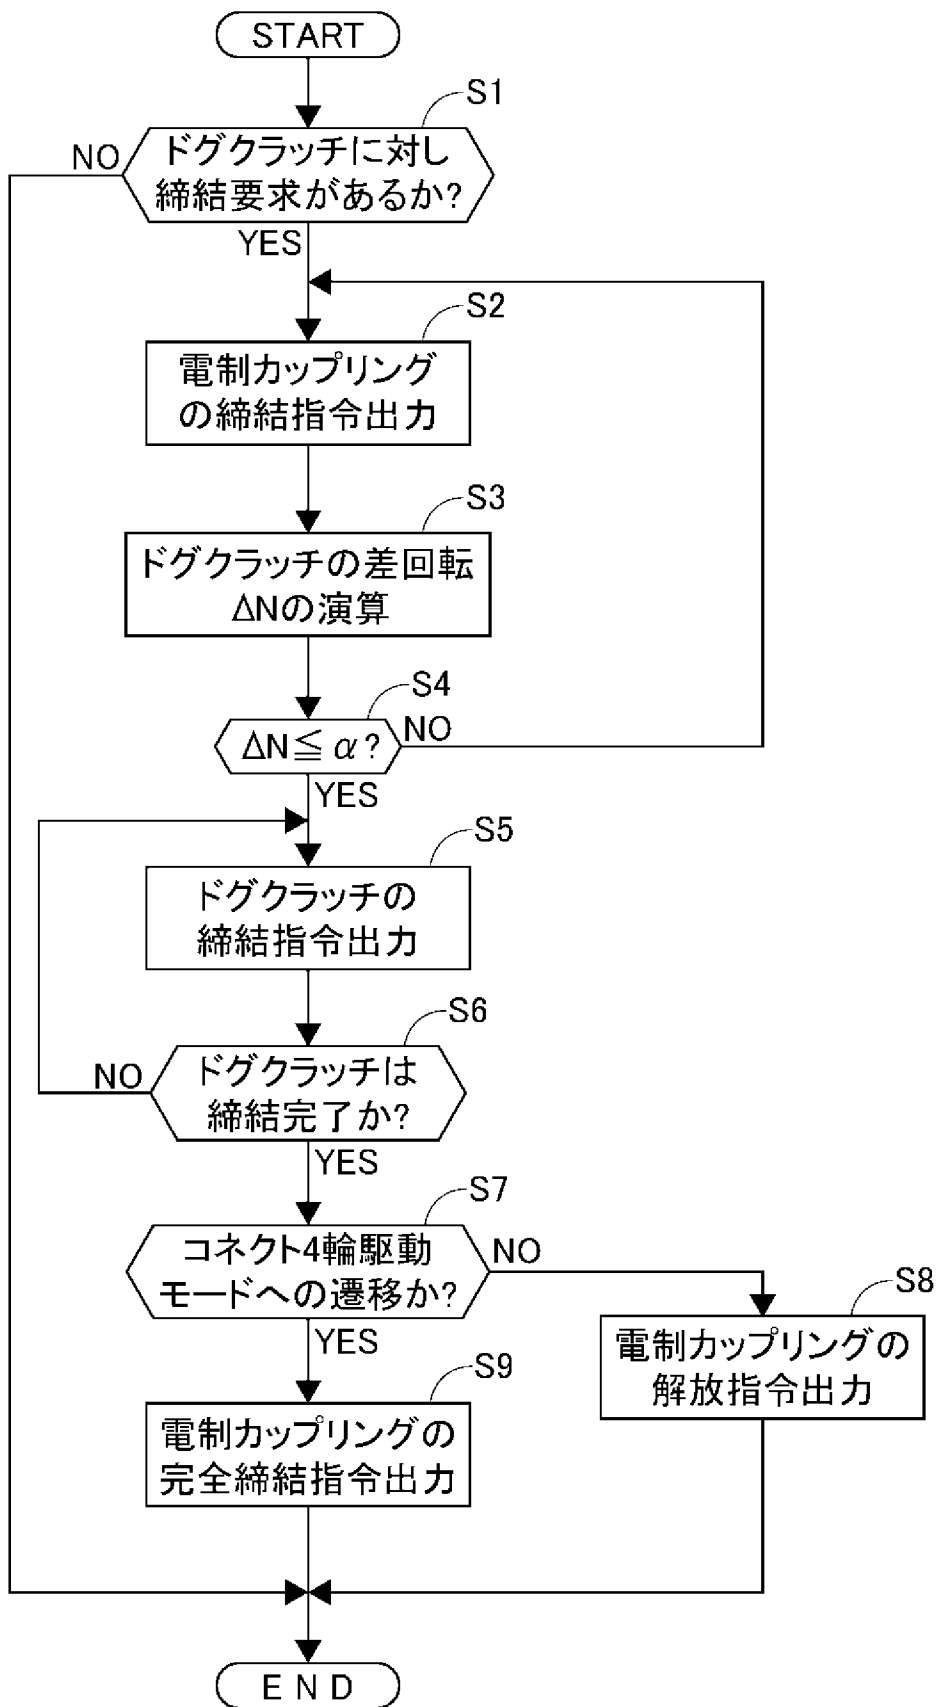 START
S1
NO
ドグクラッチに対し
締結要求があるか?
YES
S2
電制カップリング
の締結指令出力
S3
ドグクラッチの差回転
ΔNの演算
S4
ΔN≦α?
NO
YES
S5
ドグクラッチの
締結指令出力
S6
NO
ドグクラッチは
締結完了か?
YES
S7
コネクト4輪駆動
モードへの遷移か?
NO
YES
S8
電制カップリングの
解放指令出力
S9
電制カップリングの
完全締結指令出力
END